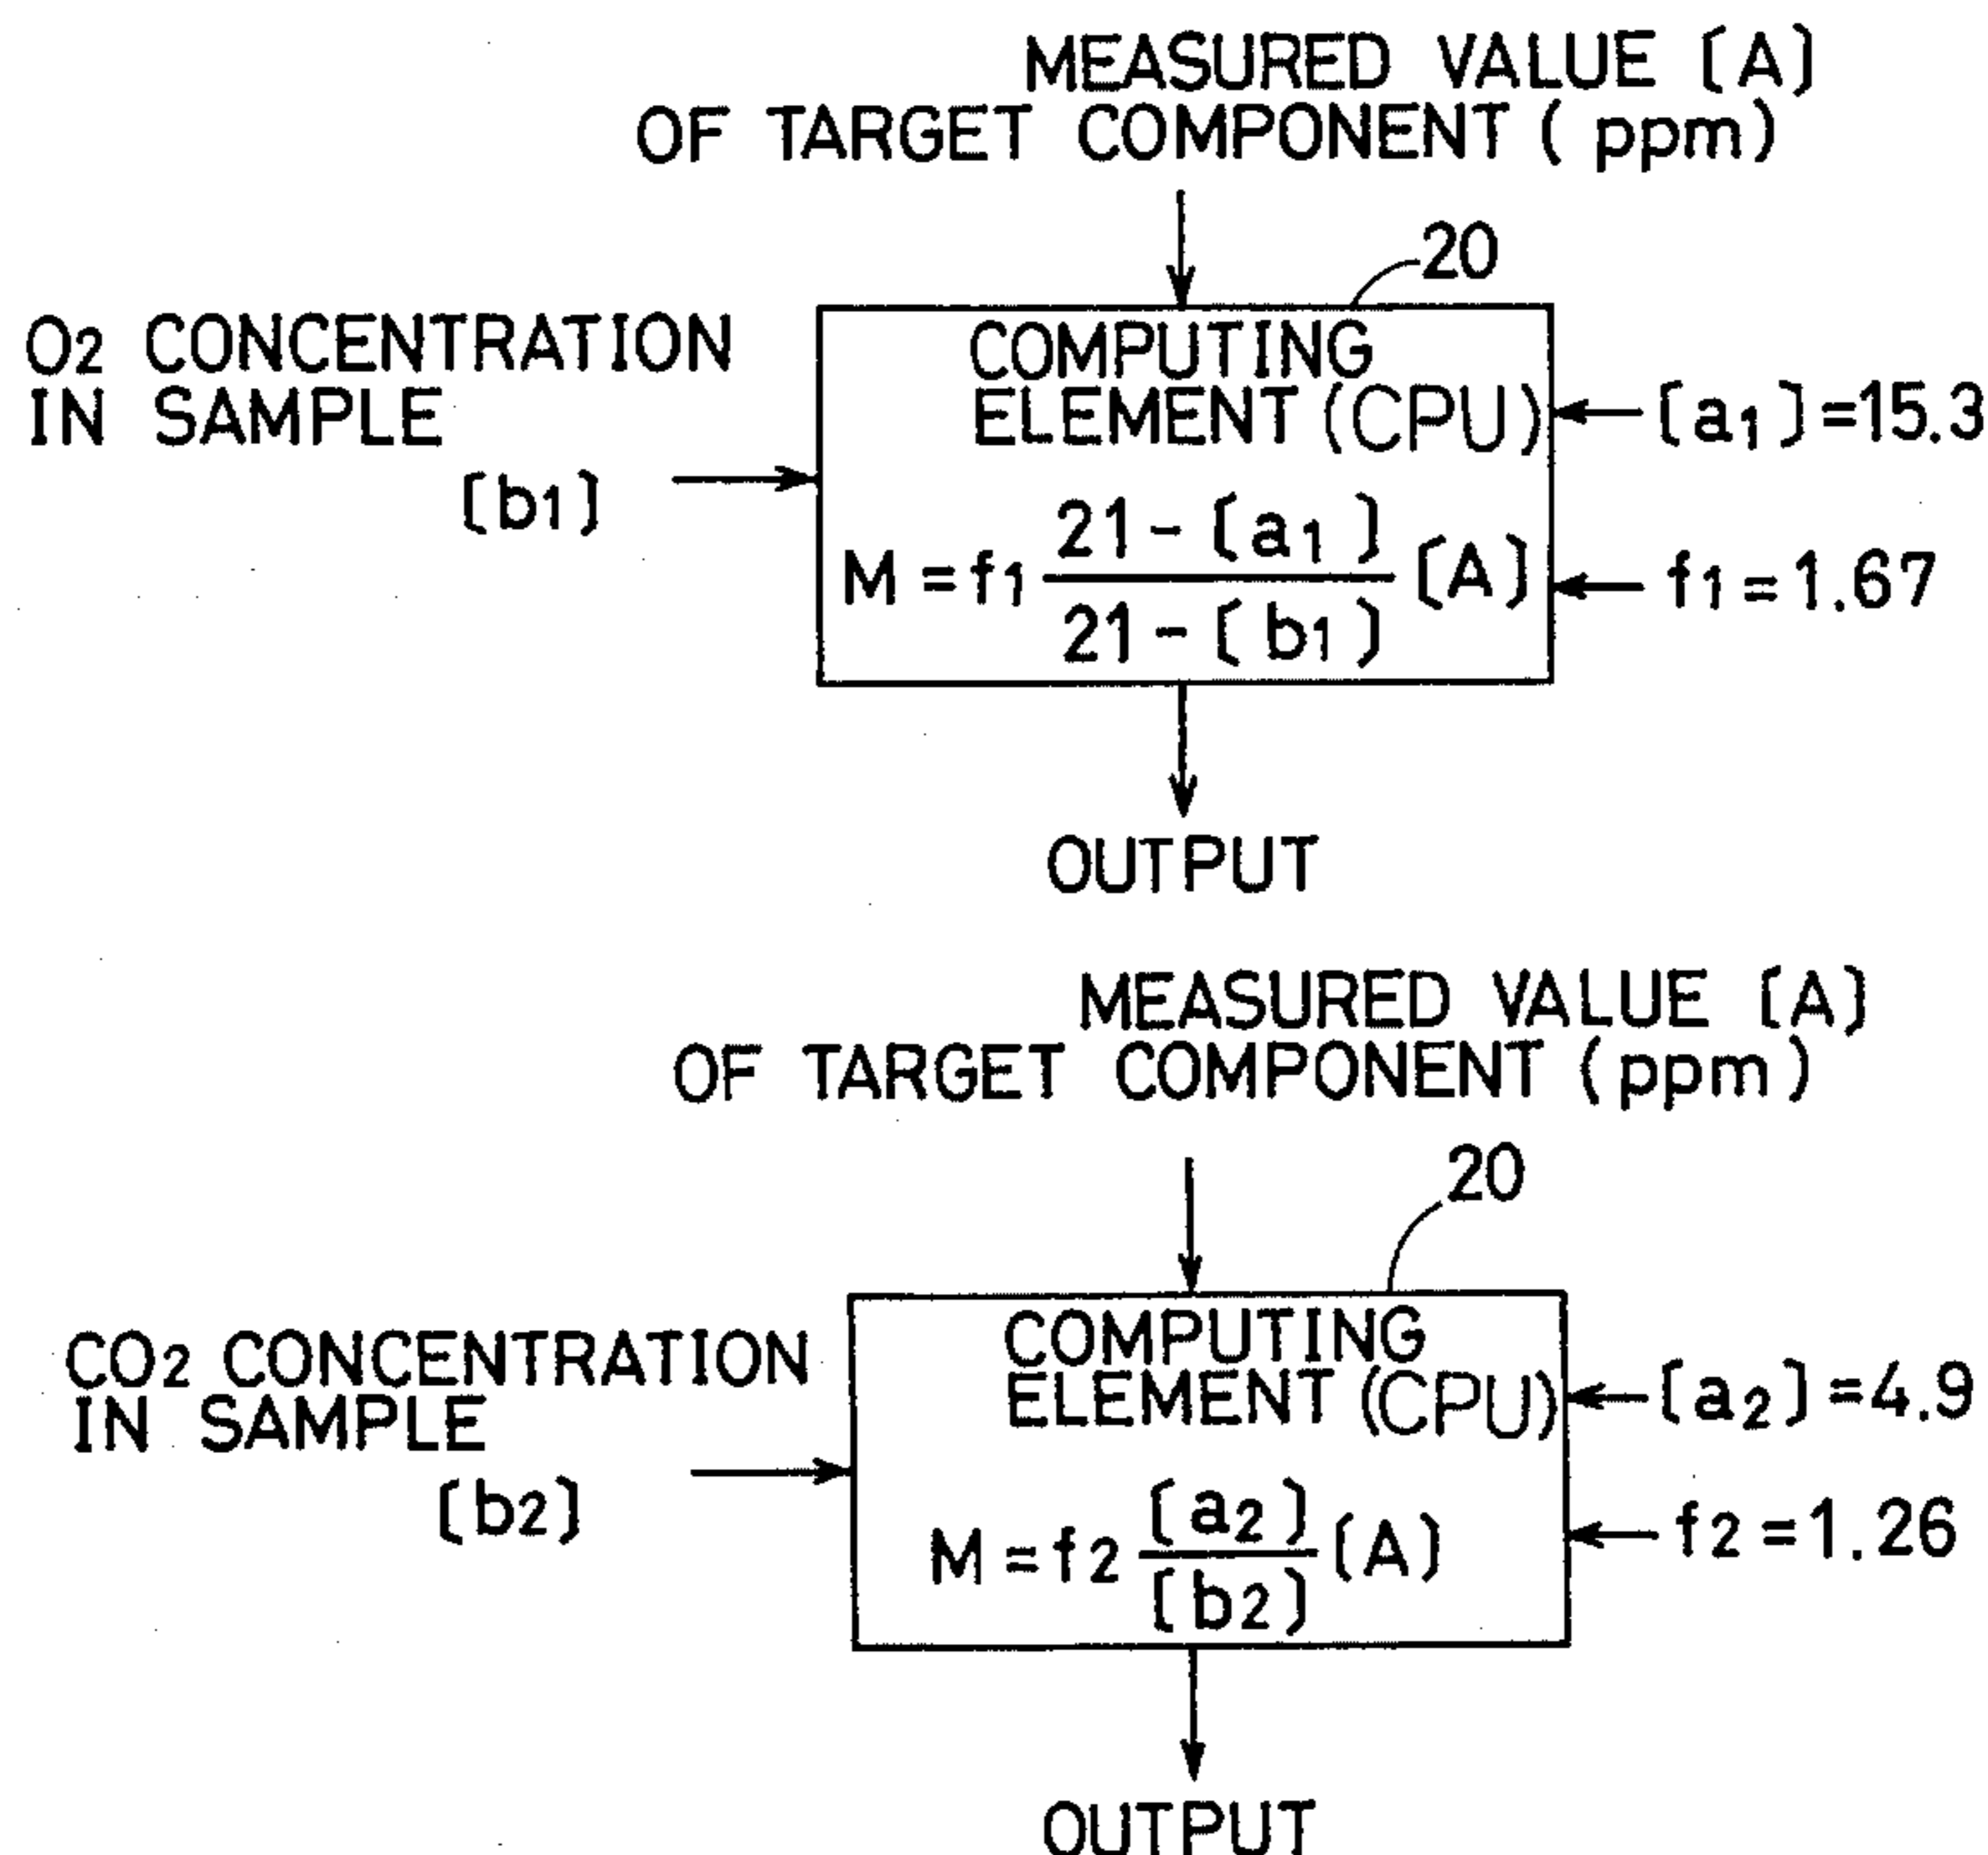 MEASURED VALUE [A]
OF TARGET COMPONENT ( ppm)
20
O2 CONCENTRATION
IN SAMPLE
[b1]
COMPUTING
ELEMENT (CPU)
M = f1 21-[a1] / 21-[b1] [A]
[a1]=15.3
f1=1.67
OUTPUT
MEASURED VALUE [A]
OF TARGET COMPONENT (ppm)
20
CO2 CONCENTRATION
IN SAMPLE
[b2]
COMPUTING
ELEMENT (CPU)
M = f2 [a2] / [b2] [A]
[a2]=4.9
f2=1.26
OUTPUT